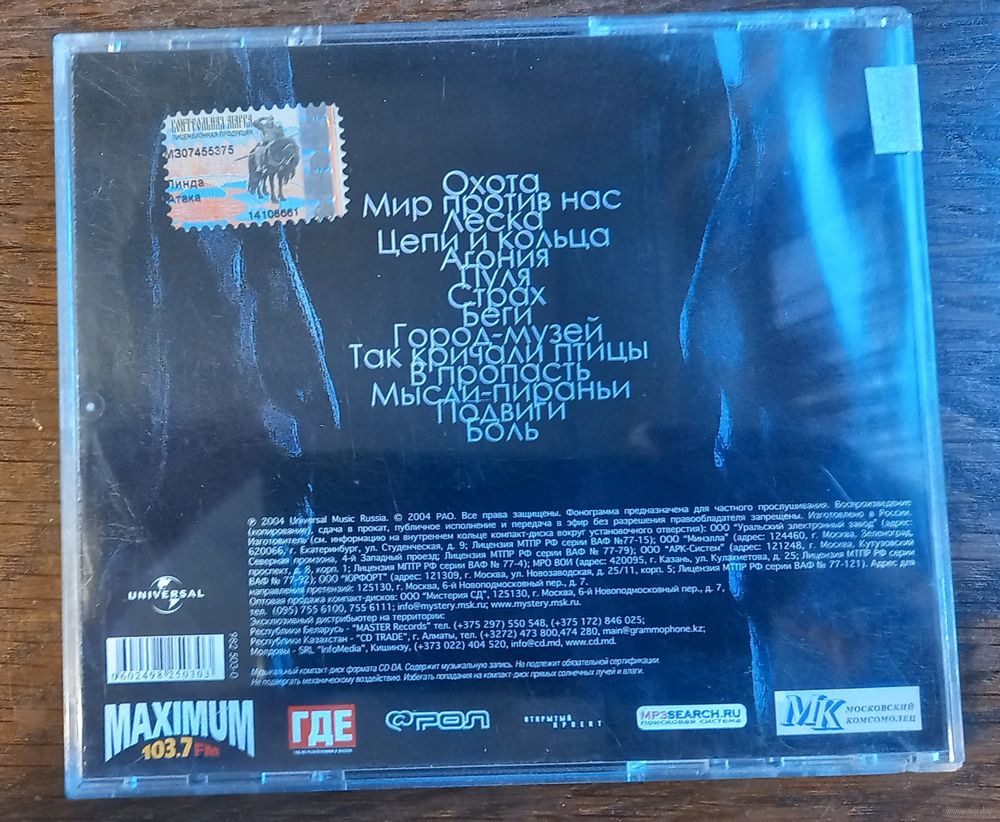 КОНТРОЛЬНАЯ МАРКА
ЛИЦЕНЗИОННАЯ ПРОДУКЦИЯ
МЗ07455375
Линда
Атака
14106661
Охота
Мир против нас
Леска
Цепи и кольца
Агония
Пуля
Страх
Беги
Город-музей
Так кричали птицы
В пропасть
Мысли-пираньи
Подвиги
Боль
℗ 2004 Universal Music Russia. © 2004 РАО. Все права защищены. Фонограмма предназначена для частного прослушивания. Воспроизведение
(копирование), сдача в прокат, публичное исполнение и передача в эфир без разрешения правообладателя запрещены. Изготовлено в России.
Изготовитель (см. информацию на внутреннем кольце компакт-диска вокруг установочного отверстия): ООО "Уральский электронный завод" (адрес:
620066, г. Екатеринбург, ул. Студенческая, д. 9; Лицензия МТПР РФ серии ВАФ №77-15); ООО "Минэлла" (адрес: 124460, г. Москва, Зеленоград,
Северная промзона, 4-й Западный проезд; Лицензия МПТР РФ серии ВАФ № 77-79); ООО "АРК-Систем" (адрес: 121248, г. Москва, Кутузовский
проспект, д. 8, корп. 1; Лицензия МПТР РФ серии ВАФ № 77-4); МРО ВОИ (адрес: 420095, г. Казань, ул. Кулахметова, д. 25; Лицензия МПТР РФ серии
ВАФ № 77-92); ООО "ЮРФОРТ" (адрес: 121309, г. Москва, ул. Новозаводская, д. 25/11, корп. 5; Лицензия МПТР РФ серии ВАФ № 77-121). Адрес для
направления претензий: 125130, г. Москва, 6-й Новоподмосковный пер., д. 7.
Оптовая продажа компакт-дисков: ООО "Мистерия СД", 125130, г. Москва, 6-й Новоподмосковный пер., д. 7,
тел. (095) 755 6100, 755 6111; info@mystery.msk.ru; www.mystery.msk.ru.
Эксклюзивный дистрибьютер на территории:
Республики Беларусь - "MASTER Records" тел. (+375 297) 550 548, (+375 172) 846 025;
Республики Казахстан - "CD TRADE", г. Алматы, тел. (+3272) 473 800,474 280, main@grammophone.kz;
Молдовы - SRL "InfoMedia", Кишинэу, (+373 022) 404 520, info@cd.md, www.cd.md.
Музыкальный компакт-диск формата CD-DA. Содержит музыкальную запись. Не подлежит обязательной сертификации.
Не подвергать механическому воздействию. Избегать попадания на компакт-диск прямых солнечных лучей и влаги.
UNIVERSAL
982 503-0
0602498250303
MAXIMUM
103.7 FM
ГДЕ
@РОЛ
ОТКРЫТЫЙ
ПРОЕКТ
MP3SEARCH.RU
ПОИСКОВАЯ СИСТЕМА
МК
МОСКОВСКИЙ
КОМСОМОЛЕЦ